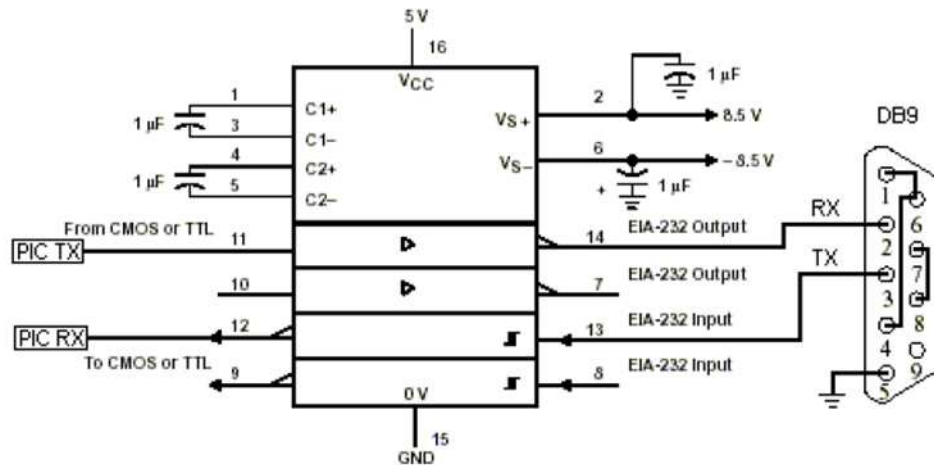 5 V
16
VCC
1 µF
1
C1+
2
VS+
8.5 V
DB9
1 µF
3
C1−
4
C2+
6
VS−
−8.5 V
1 µF
5
C2−
+
1 µF
From CMOS or TTL
PIC TX
11
14
EIA-232 Output
RX
10
7
EIA-232 Output
TX
PIC RX
12
13
EIA-232 Input
To CMOS or TTL
9
8
EIA-232 Input
0 V
15
GND
1
6
2
7
3
8
4
9
5